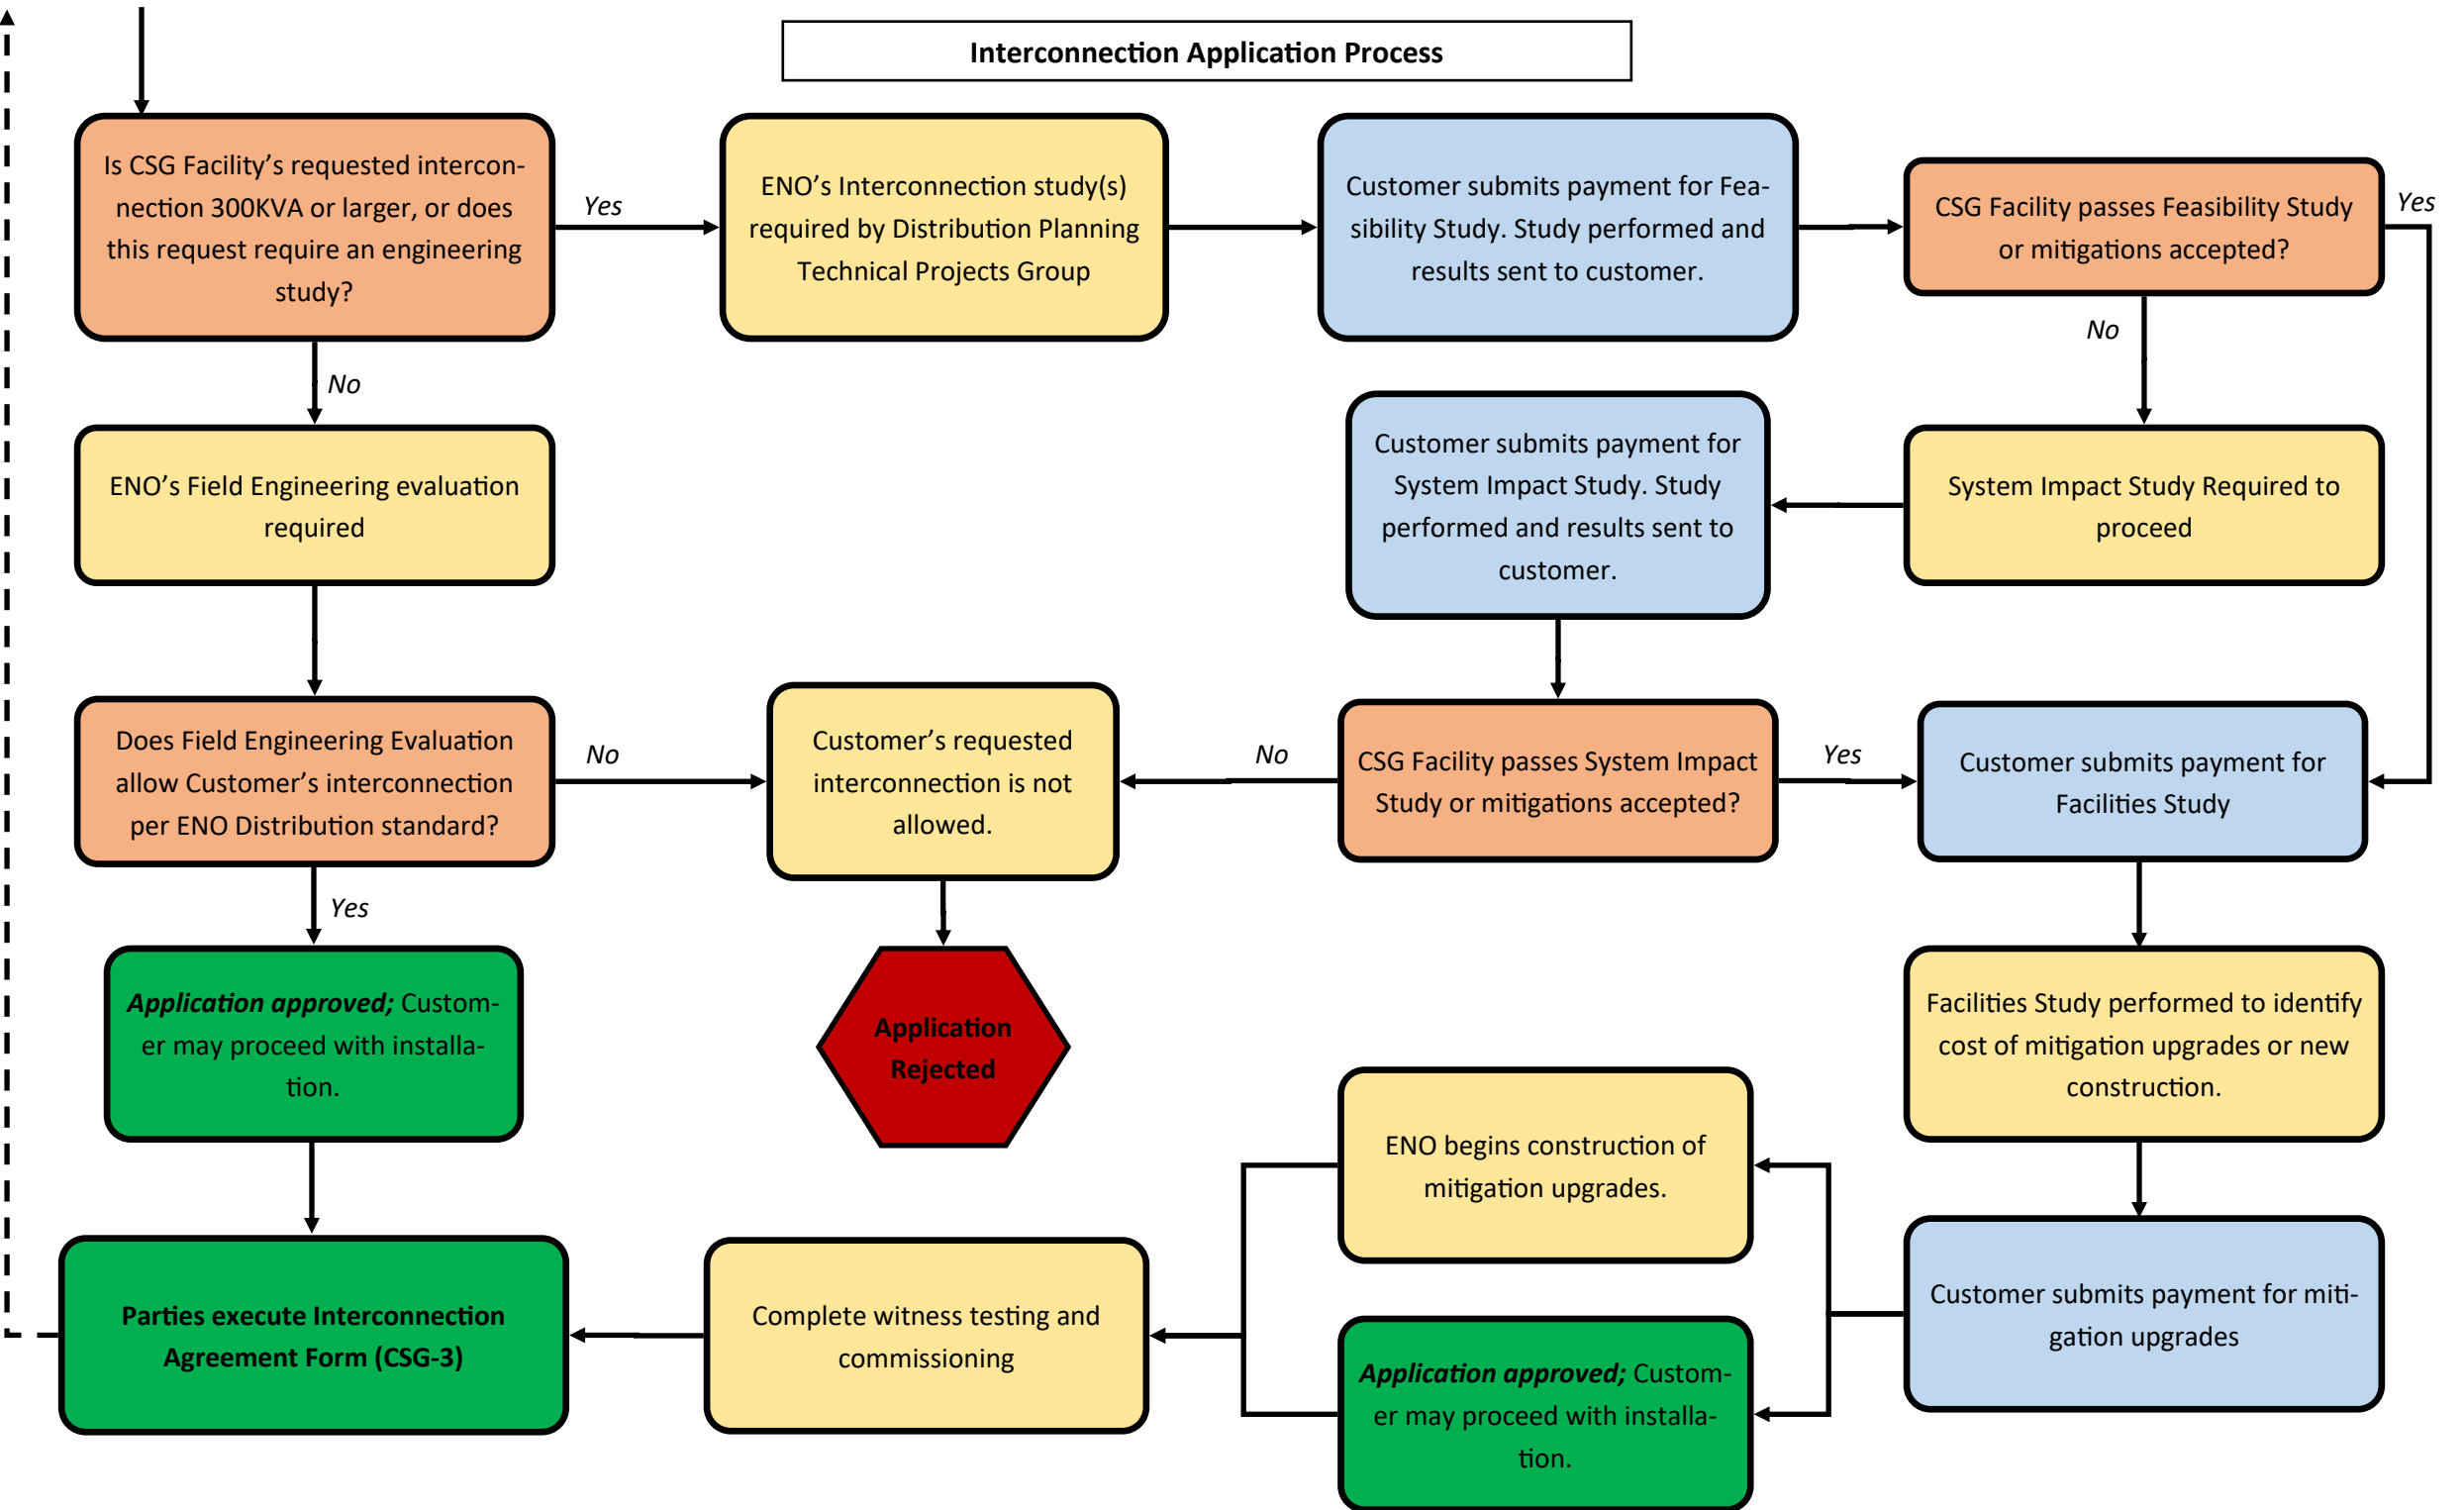 Interconnection Application Process
Is CSG Facility's requested intercon-
nection 300KVA or larger, or does
this request require an engineering
study?
Yes
ENO's Interconnection study(s)
required by Distribution Planning
Technical Projects Group
Customer submits payment for Fea-
sibility Study. Study performed and
results sent to customer.
CSG Facility passes Feasibility Study
or mitigations accepted?
Yes
No
No
ENO's Field Engineering evaluation
required
Customer submits payment for
System Impact Study. Study
performed and results sent to
customer.
System Impact Study Required to
proceed
Does Field Engineering Evaluation
allow Customer's interconnection
per ENO Distribution standard?
No
Customer's requested
interconnection is not
allowed.
No
CSG Facility passes System Impact
Study or mitigations accepted?
Yes
Customer submits payment for
Facilities Study
Yes
Application approved; Custom-
er may proceed with installa-
tion.
Application
Rejected
Facilities Study performed to identify
cost of mitigation upgrades or new
construction.
ENO begins construction of
mitigation upgrades.
Parties execute Interconnection
Agreement Form (CSG-3)
Complete witness testing and
commissioning
Application approved; Custom-
er may proceed with installa-
tion.
Customer submits payment for miti-
gation upgrades